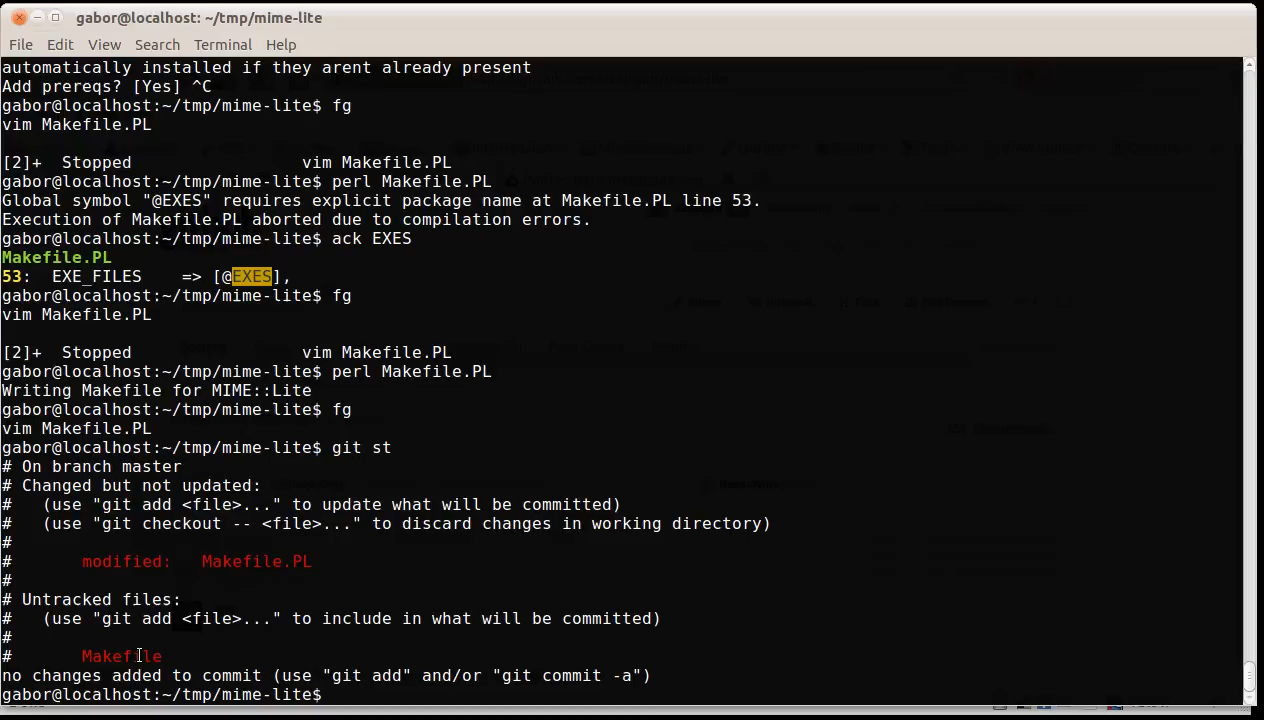 gabor@localhost: ~/tmp/mime-lite
File Edit View Search Terminal Help
automatically installed if they arent already present
Add prereqs? [Yes] ^C
gabor@localhost:~/tmp/mime-lite$ fg
vim Makefile.PL
[2]+  Stopped                 vim Makefile.PL
gabor@localhost:~/tmp/mime-lite$ perl Makefile.PL
Global symbol "@EXES" requires explicit package name at Makefile.PL line 53.
Execution of Makefile.PL aborted due to compilation errors.
gabor@localhost:~/tmp/mime-lite$ ack EXES
Makefile.PL
53:  EXE_FILES    => [@EXES],
gabor@localhost:~/tmp/mime-lite$ fg
vim Makefile.PL
[2]+  Stopped                 vim Makefile.PL
gabor@localhost:~/tmp/mime-lite$ perl Makefile.PL
Writing Makefile for MIME::Lite
gabor@localhost:~/tmp/mime-lite$ fg
vim Makefile.PL
gabor@localhost:~/tmp/mime-lite$ git st
# On branch master
# Changed but not updated:
#   (use "git add <file>..." to update what will be committed)
#   (use "git checkout -- <file>..." to discard changes in working directory)
#
#       modified:   Makefile.PL
#
# Untracked files:
#   (use "git add <file>..." to include in what will be committed)
#
#       Makefile
no changes added to commit (use "git add" and/or "git commit -a")
gabor@localhost:~/tmp/mime-lite$